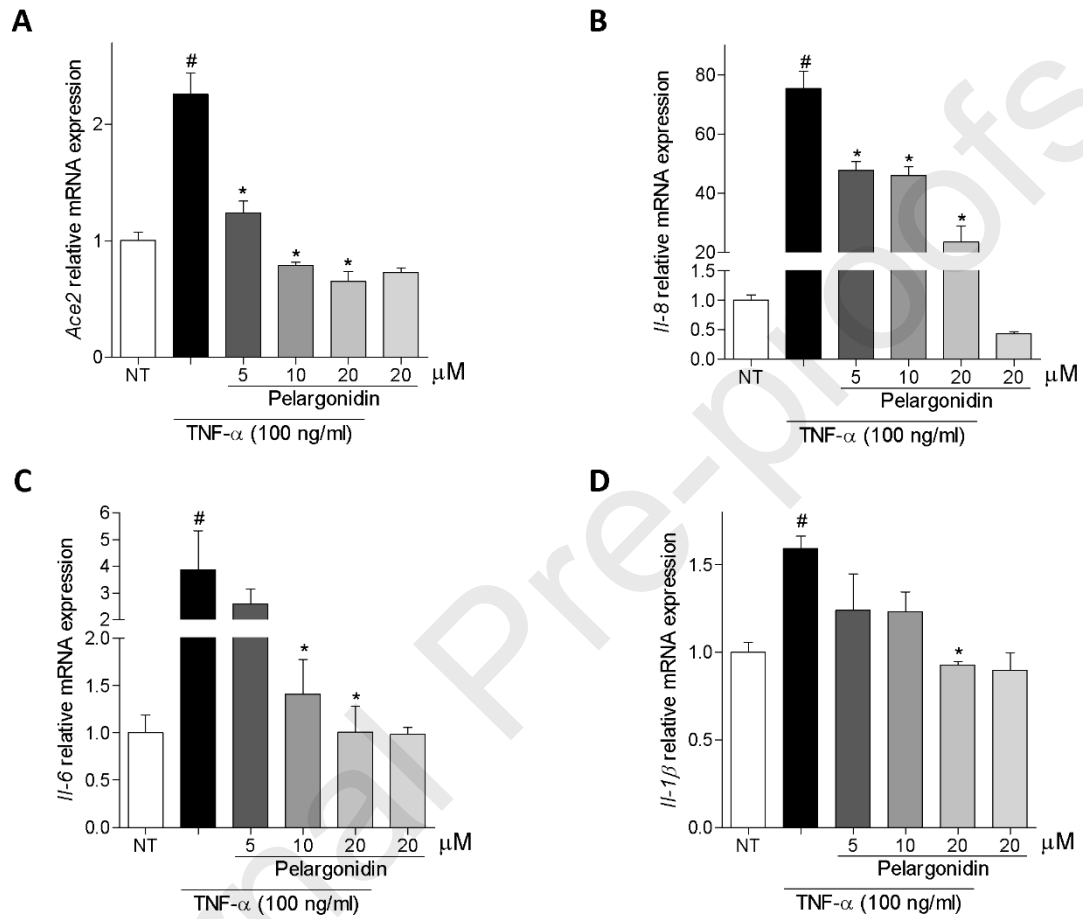 A
Ace2 relative mRNA expression
2
1
0
#
*
*
*
NT
5 10 20 20 μM
Pelargonidin
TNF-α (100 ng/ml)
B
Il-8 relative mRNA expression
80
60
40
20
1.5
1.0
0.5
0.0
#
*
*
*
NT
5 10 20 20 μM
Pelargonidin
TNF-α (100 ng/ml)
C
Il-6 relative mRNA expression
6
5
4
3
2
2.0
1.5
1.0
0.5
0.0
#
*
*
NT
5 10 20 20 μM
Pelargonidin
TNF-α (100 ng/ml)
D
Il-1β relative mRNA expression
1.5
1.0
0.5
0.0
#
*
NT
5 10 20 20 μM
Pelargonidin
TNF-α (100 ng/ml)
nal Pre-proofs